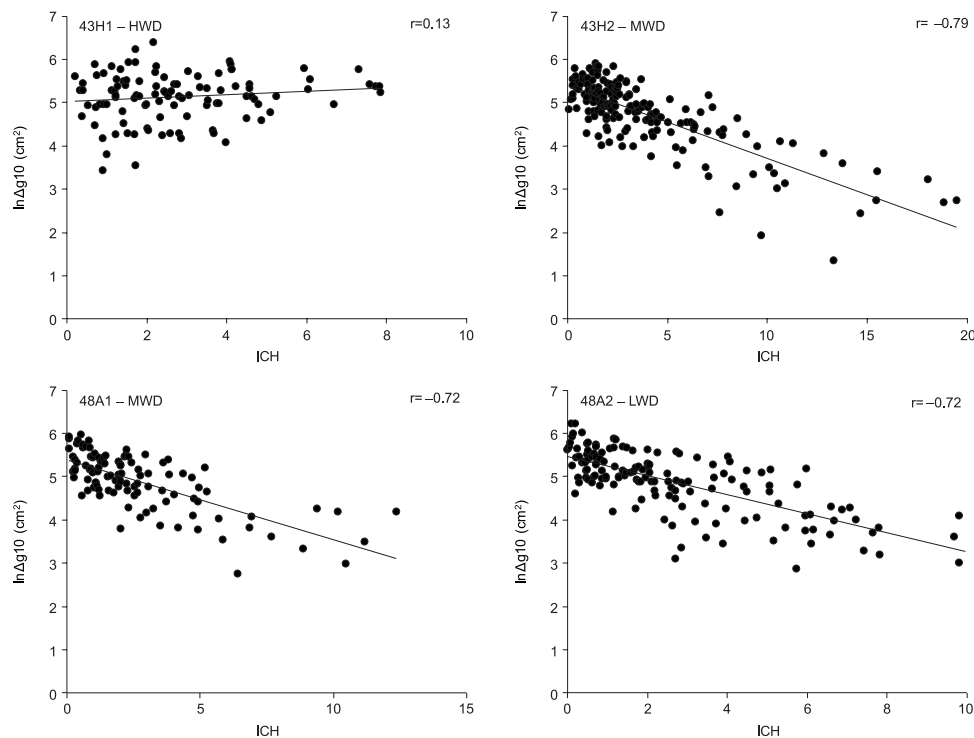 43H1 – HWD
r=0.13
7
6
5
4
3
2
1
0
lnΔg10 (cm²)
0 2 4 6 8 10
ICH
43H2 – MWD
r= –0.79
7
6
5
4
3
2
1
0
lnΔg10 (cm²)
0 5 10 15 20
ICH
48A1 – MWD
r= –0.72
7
6
5
4
3
2
1
0
lnΔg10 (cm²)
0 5 10 15
ICH
48A2 – LWD
r= –0.72
7
6
5
4
3
2
1
0
lnΔg10 (cm²)
0 2 4 6 8 10
ICH